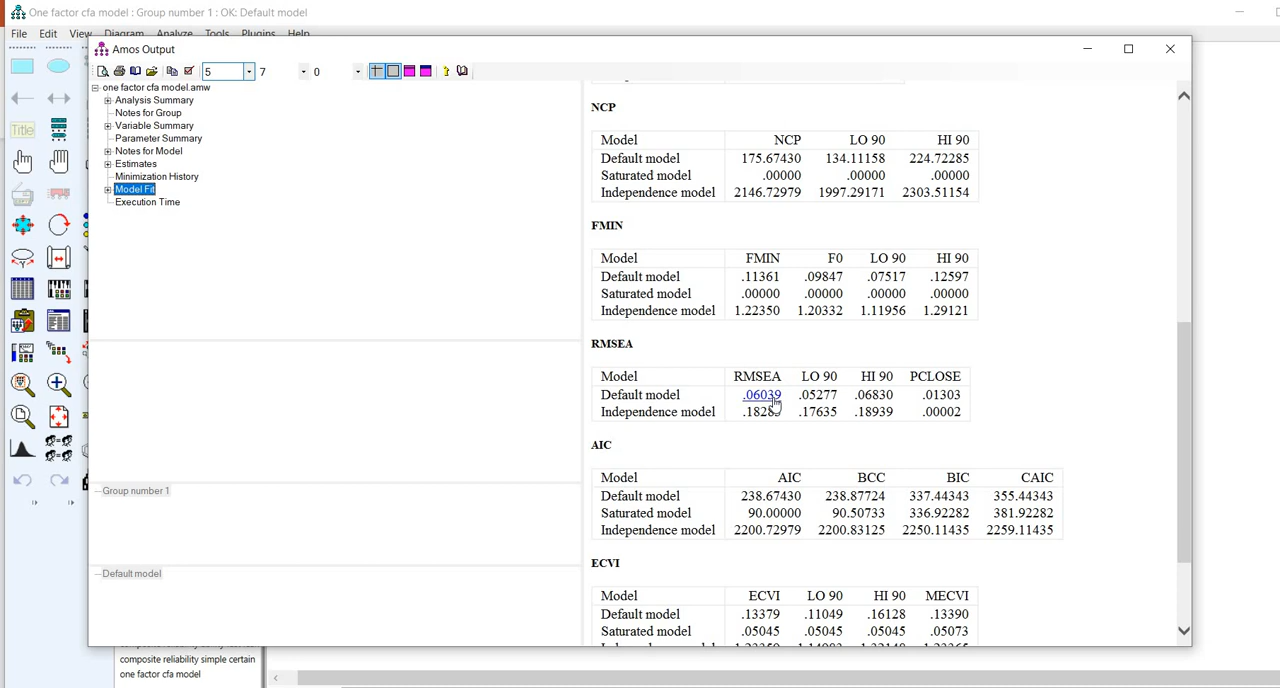 One factor cfa model : Group number 1 : OK: Default model
File Edit View Diagram Analyze Tools Plugins Help
Amos Output
5 7 0
Title
one factor cfa model.amw
Analysis Summary
Notes for Group
Variable Summary
Parameter Summary
Notes for Model
Estimates
Minimization History
Model Fit
Execution Time
Group number 1
Default model
NCP
Model NCP LO 90 HI 90
Default model 175.67430 134.11158 224.72285
Saturated model .00000 .00000 .00000
Independence model 2146.72979 1997.29171 2303.51154
FMIN
Model FMIN F0 LO 90 HI 90
Default model .11361 .09847 .07517 .12597
Saturated model .00000 .00000 .00000 .00000
Independence model 1.22350 1.20332 1.11956 1.29121
RMSEA
Model RMSEA LO 90 HI 90 PCLOSE
Default model .06039 .05277 .06830 .01303
Independence model .17635 .18939 .00002
AIC
Model AIC BCC BIC CAIC
Default model 238.67430 238.87724 337.44343 355.44343
Saturated model 90.00000 90.50733 336.92282 381.92282
Independence model 2200.72979 2200.83125 2250.11435 2259.11435
ECVI
Model ECVI LO 90 HI 90 MECVI
Default model .13379 .11049 .16128 .13390
Saturated model .05045 .05045 .05045 .05073
composite reliability simple certain
one factor cfa model